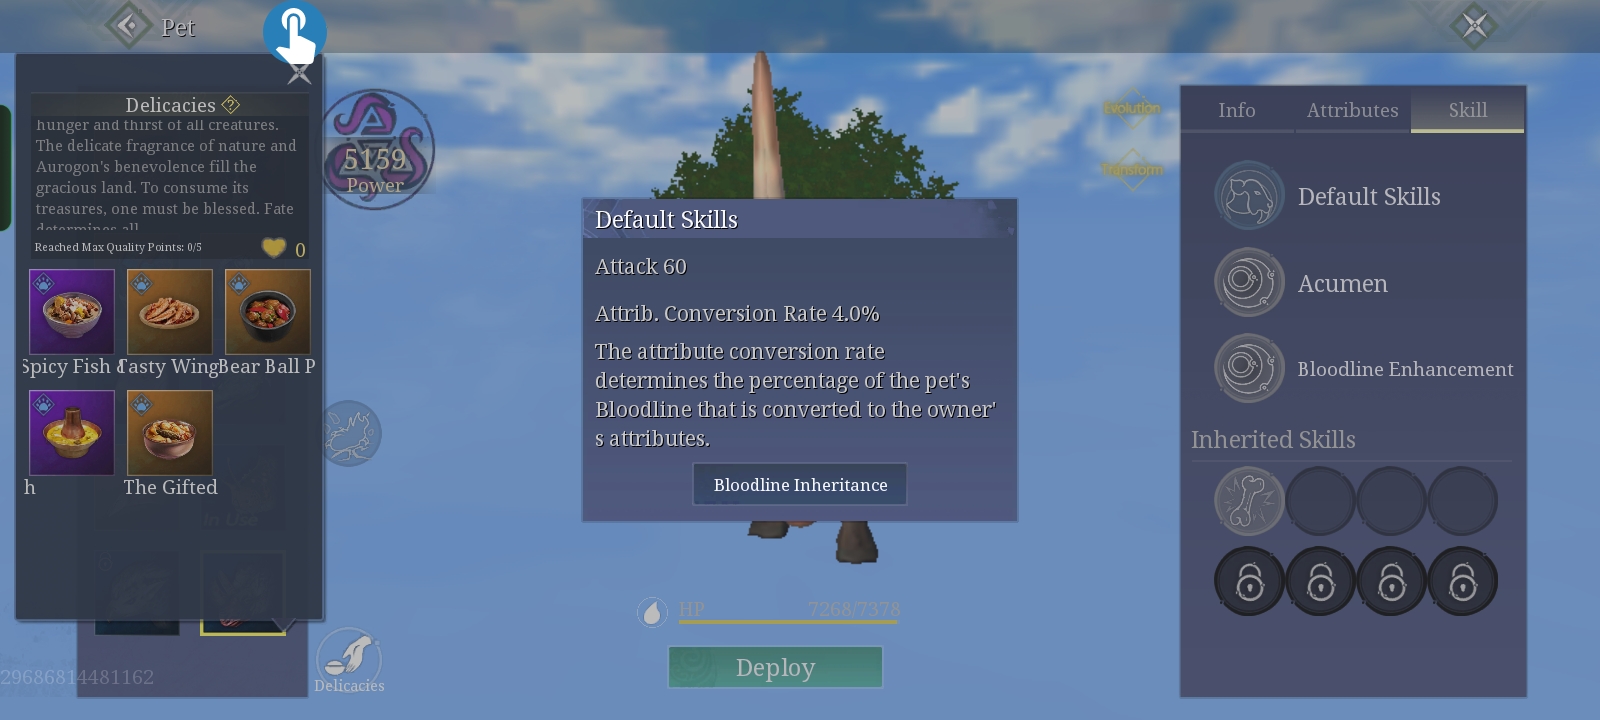 Pet
Delicacies
hunger and thirst of all creatures.
The delicate fragrance of nature and
Aurogon's benevolence fill the
gracious land. To consume its
treasures, one must be blessed. Fate
determines all.
Reached Max Quality Points: 0/5
0
Spicy Fish
Tasty Wing
Bear Ball P
h
The Gifted
In Use
5159
Power
Delicacies
29686814481162
Evolution
Transform
Default Skills
Attack 60
Attrib. Conversion Rate 4.0%
The attribute conversion rate
determines the percentage of the pet's
Bloodline that is converted to the owner'
s attributes.
Bloodline Inheritance
HP
7268/7378
Deploy
Info
Attributes
Skill
Default Skills
Acumen
Bloodline Enhancement
Inherited Skills